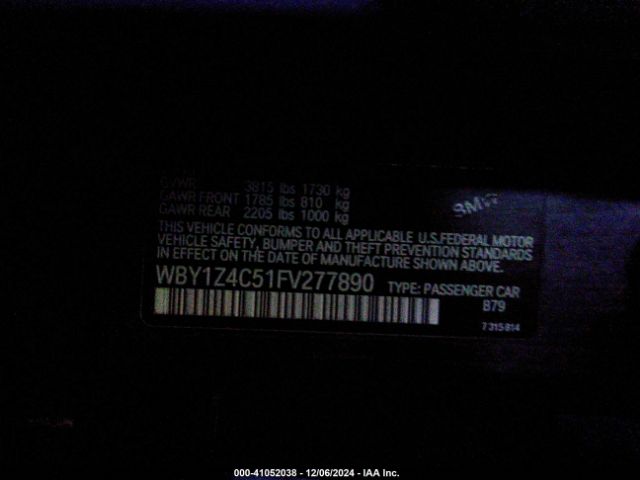 GVWR 3815 lbs 1730 kg
GAWR FRONT 1785 lbs 810 kg
GAWR REAR 2205 lbs 1000 kg
BMW
THIS VEHICLE CONFORMS TO ALL APPLICABLE U.S.FEDERAL MOTOR
VEHICLE SAFETY, BUMPER AND THEFT PREVENTION STANDARDS
IN EFFECT ON THE DATE OF MANUFACTURE SHOWN ABOVE.
WBY1Z4C51FV277890 TYPE: PASSENGER CAR
879
7 315 814
000-41052038 - 12/06/2024 - IAA Inc.